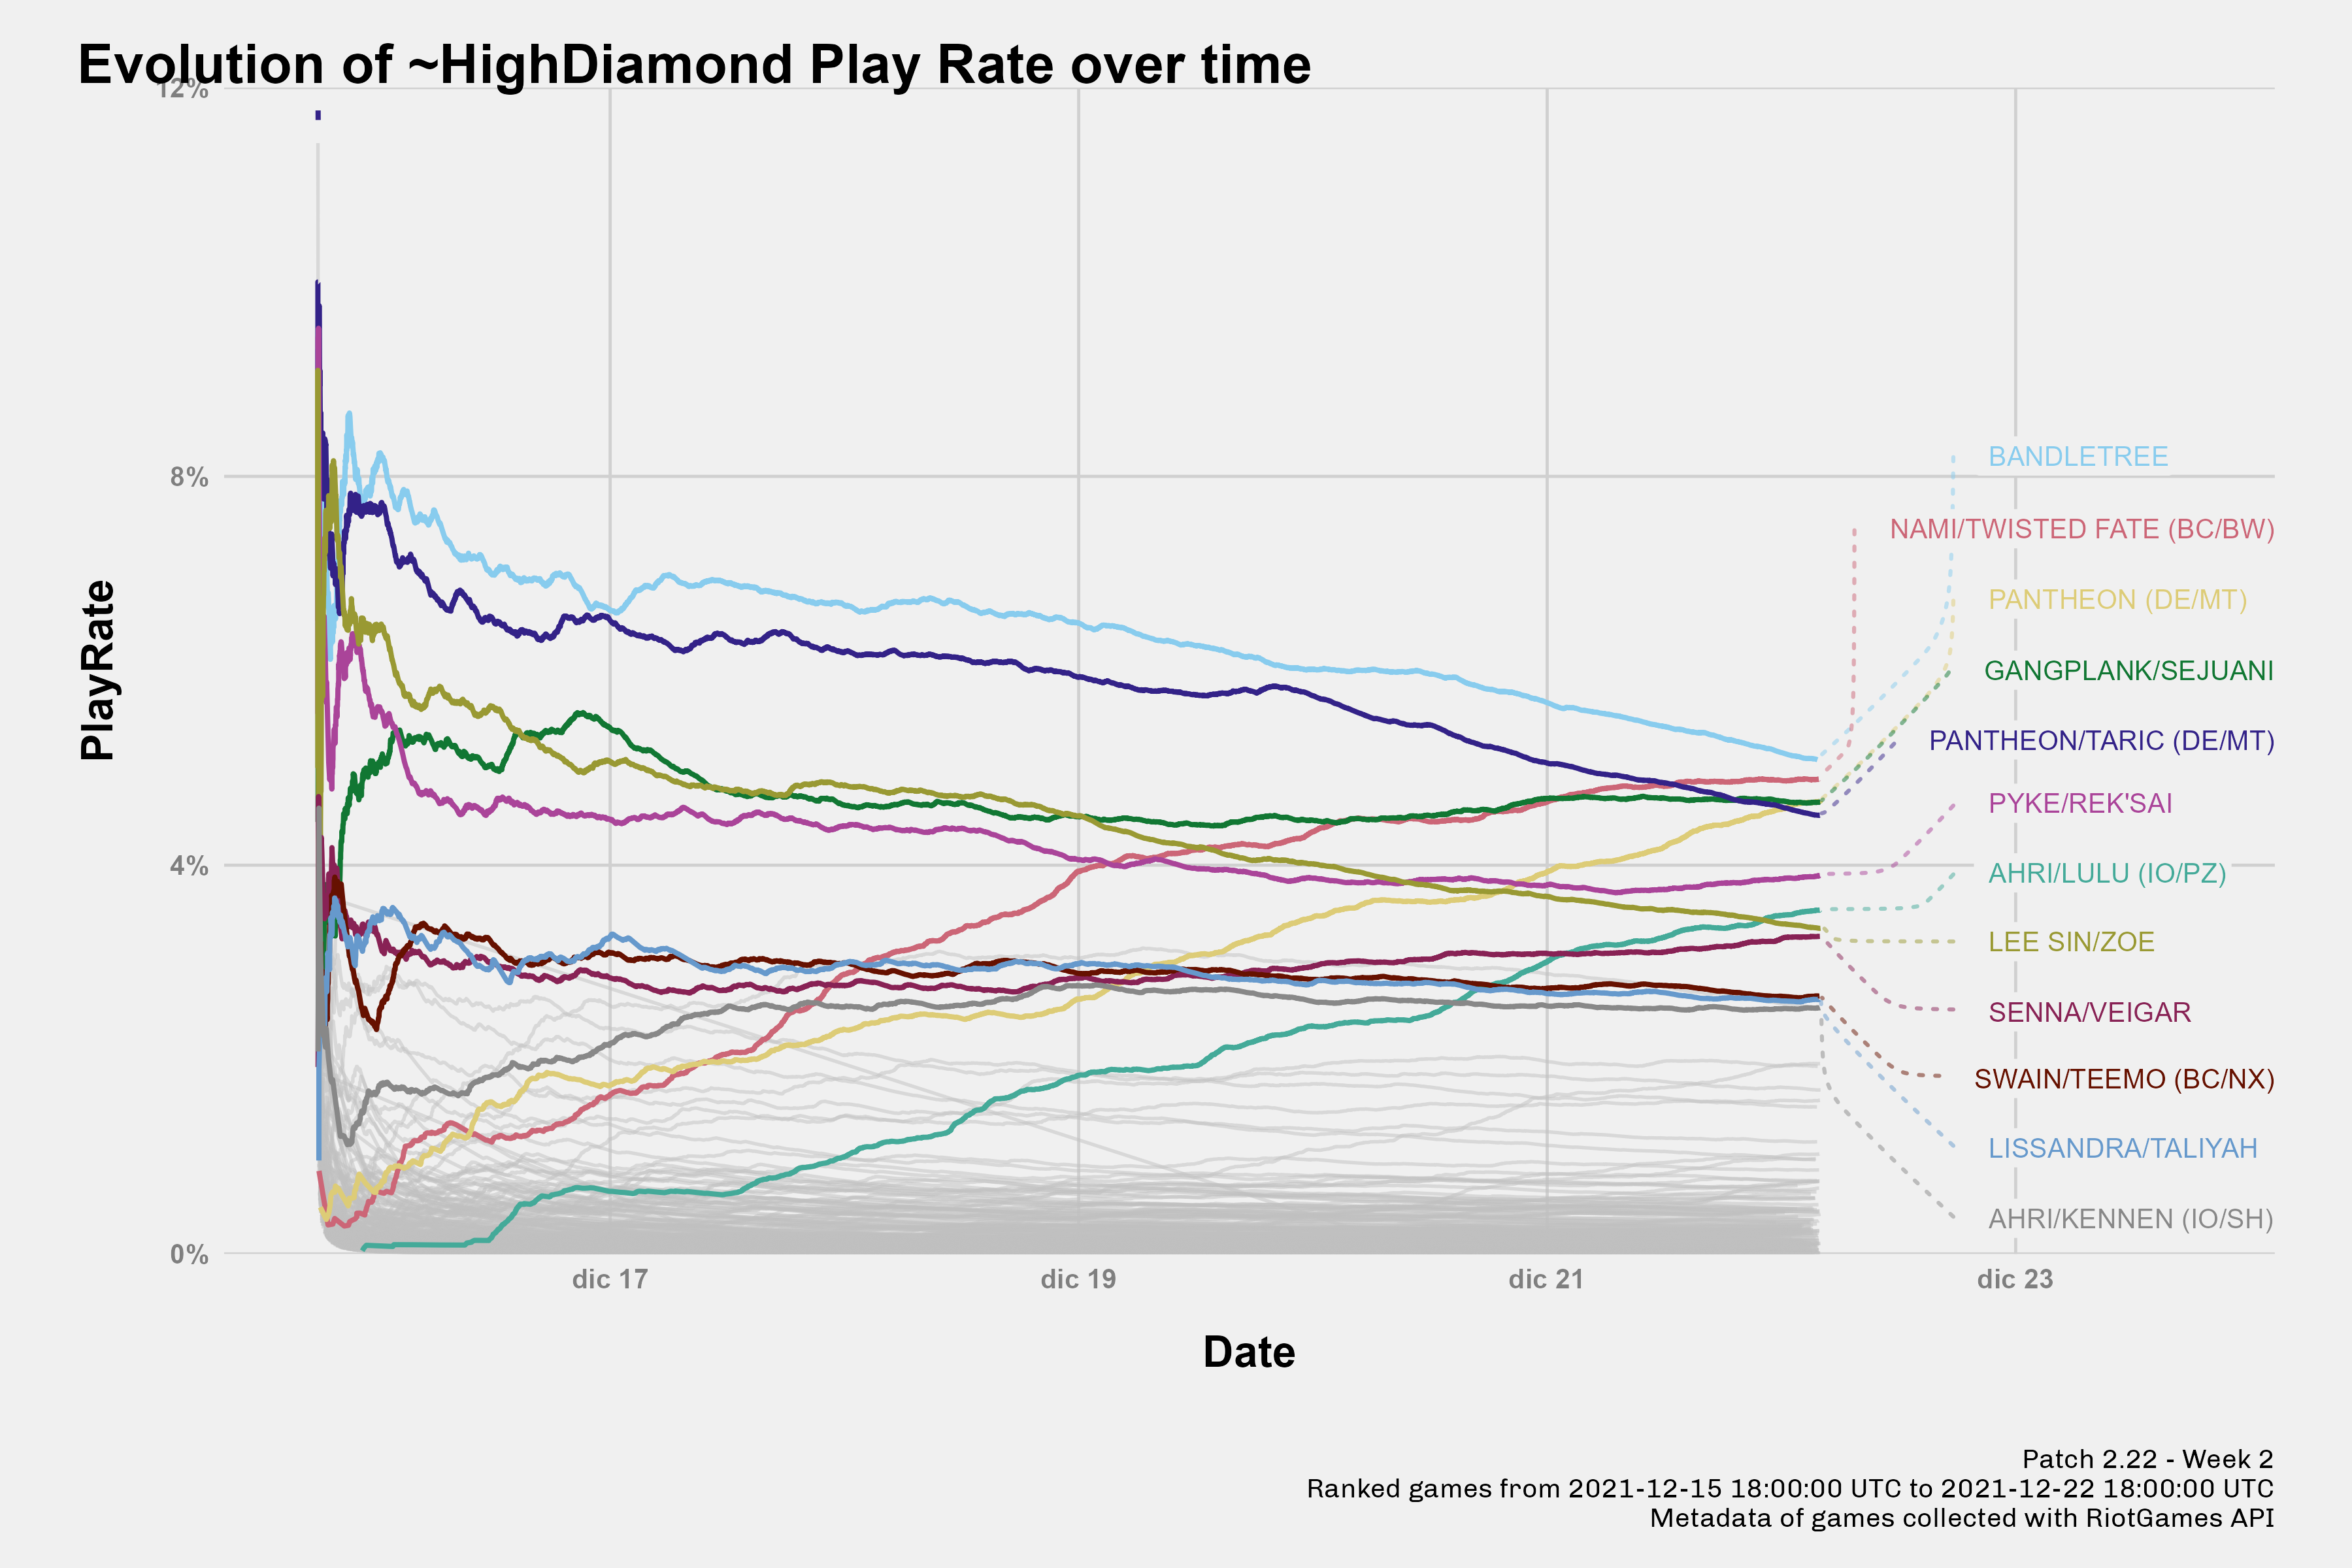 Evolution of ~HighDiamond Play Rate over time
12%
8%
4%
0%
PlayRate
BANDLETREE
NAMI/TWISTED FATE (BC/BW)
PANTHEON (DE/MT)
GANGPLANK/SEJUANI
PANTHEON/TARIC (DE/MT)
PYKE/REK'SAI
AHRI/LULU (IO/PZ)
LEE SIN/ZOE
SENNA/VEIGAR
SWAIN/TEEMO (BC/NX)
LISSANDRA/TALIYAH
AHRI/KENNEN (IO/SH)
dic 17 dic 19 dic 21 dic 23
Date
Patch 2.22 - Week 2
Ranked games from 2021-12-15 18:00:00 UTC to 2021-12-22 18:00:00 UTC
Metadata of games collected with RiotGames API